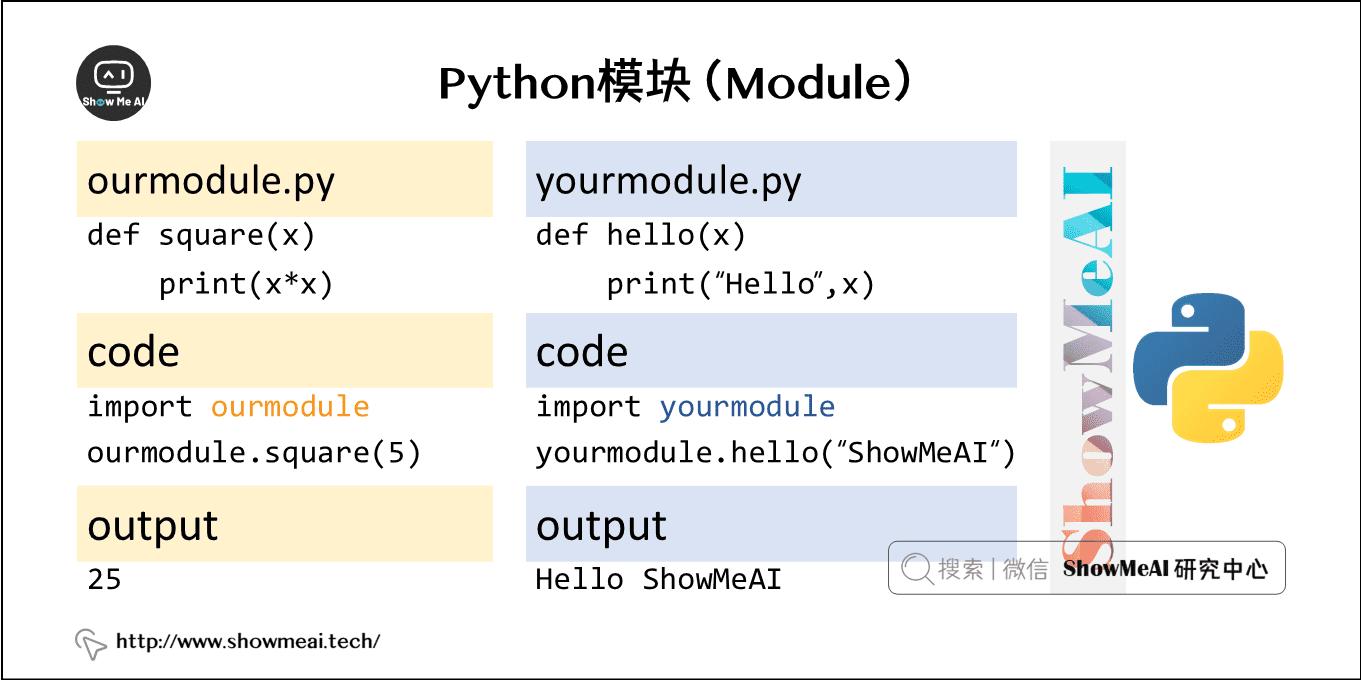 Show Me AI
Python模块（Module）
ourmodule.py
def square(x)
    print(x*x)
code
import ourmodule
ourmodule.square(5)
output
25
yourmodule.py
def hello(x)
    print(“Hello”,x)
code
import yourmodule
yourmodule.hello(“ShowMeAI“)
output
Hello ShowMeAI
ShowMeAI
搜索 | 微信 ShowMeAI 研究中心
http://www.showmeai.tech/